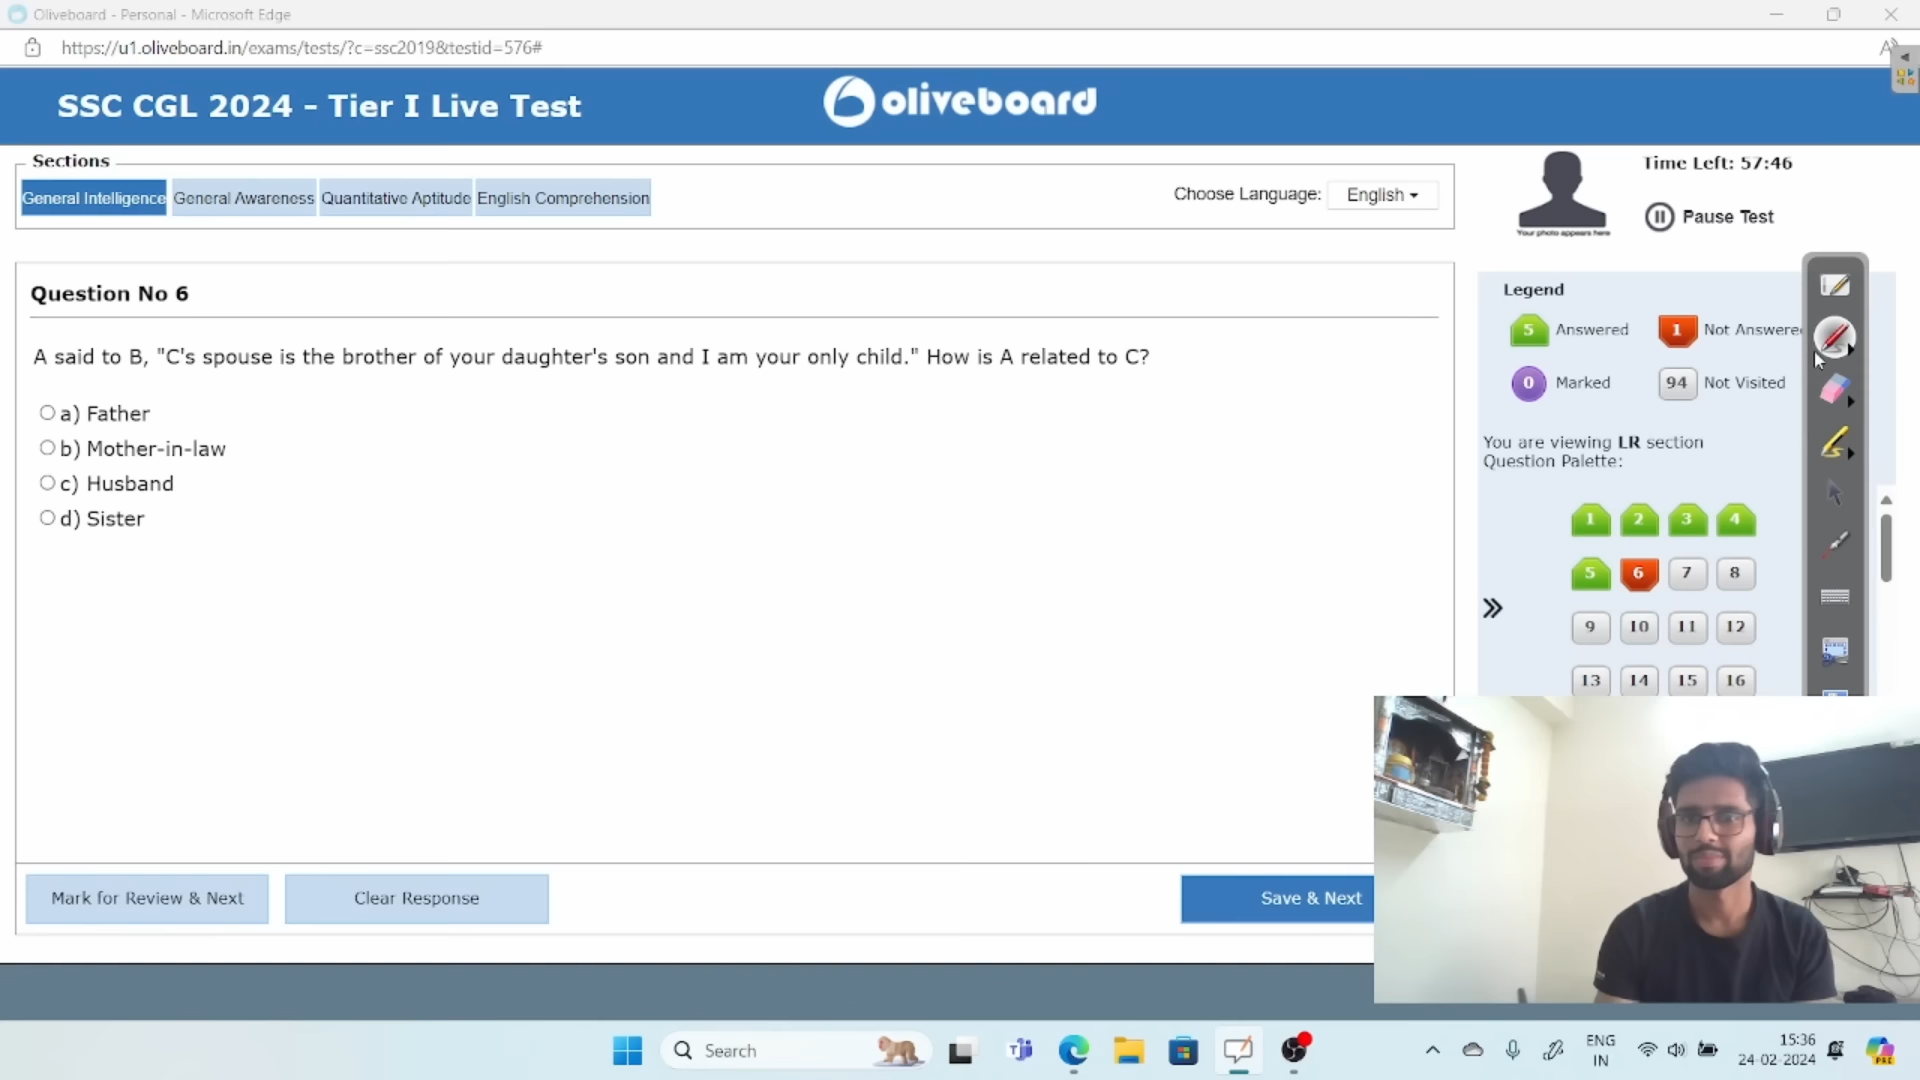 Oliveboard - Personal - Microsoft Edge
https://u1.oliveboard.in/exams/tests/?c=ssc2019&testid=576#
SSC CGL 2024 - Tier I Live Test
oliveboard
Sections
General Intelligence General Awareness Quantitative Aptitude English Comprehension
Choose Language: English
Your photo appears here
Time Left: 57:46
Pause Test
Question No 6
A said to B, "C's spouse is the brother of your daughter's son and I am your only child." How is A related to C?
a) Father
b) Mother-in-law
c) Husband
d) Sister
Legend
5 Answered 1 Not Answere
0 Marked 94 Not Visited
You are viewing LR section
Question Palette:
1 2 3 4
5 6 7 8
9 10 11 12
13 14 15 16
Mark for Review & Next Clear Response Save & Next
Search
ENG
IN
15:36
24-02-2024
PRE